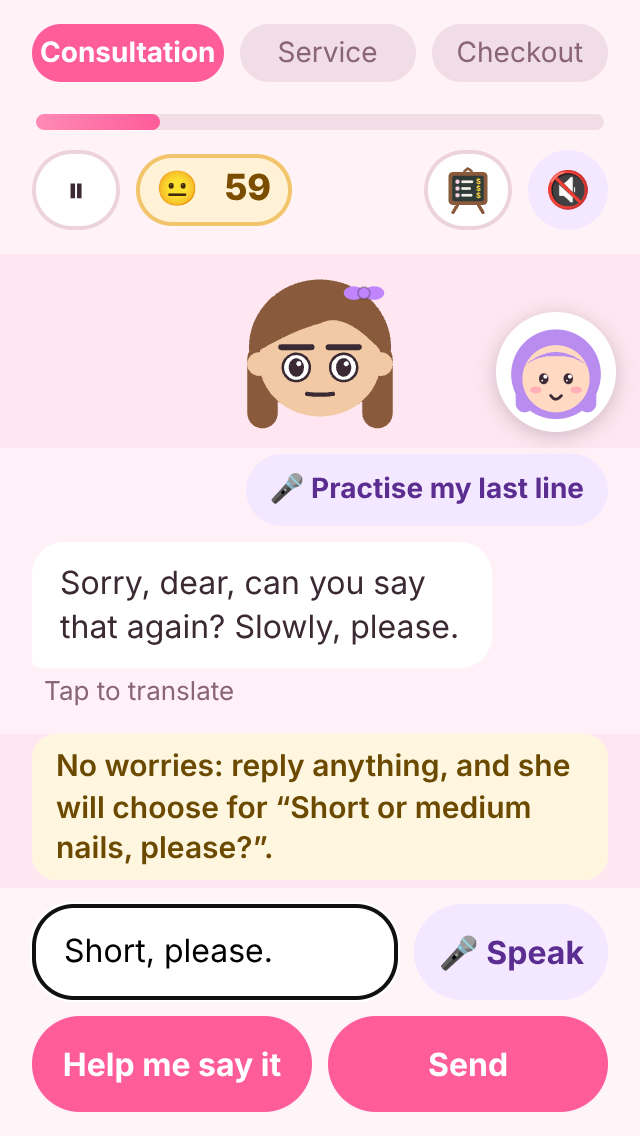 Consultation
Service
Checkout
59
Practise my last line
Sorry, dear, can you say
that again? Slowly, please.
Tap to translate
No worries: reply anything, and she
will choose for “Short or medium
nails, please?”.
Short, please.
Speak
Help me say it
Send